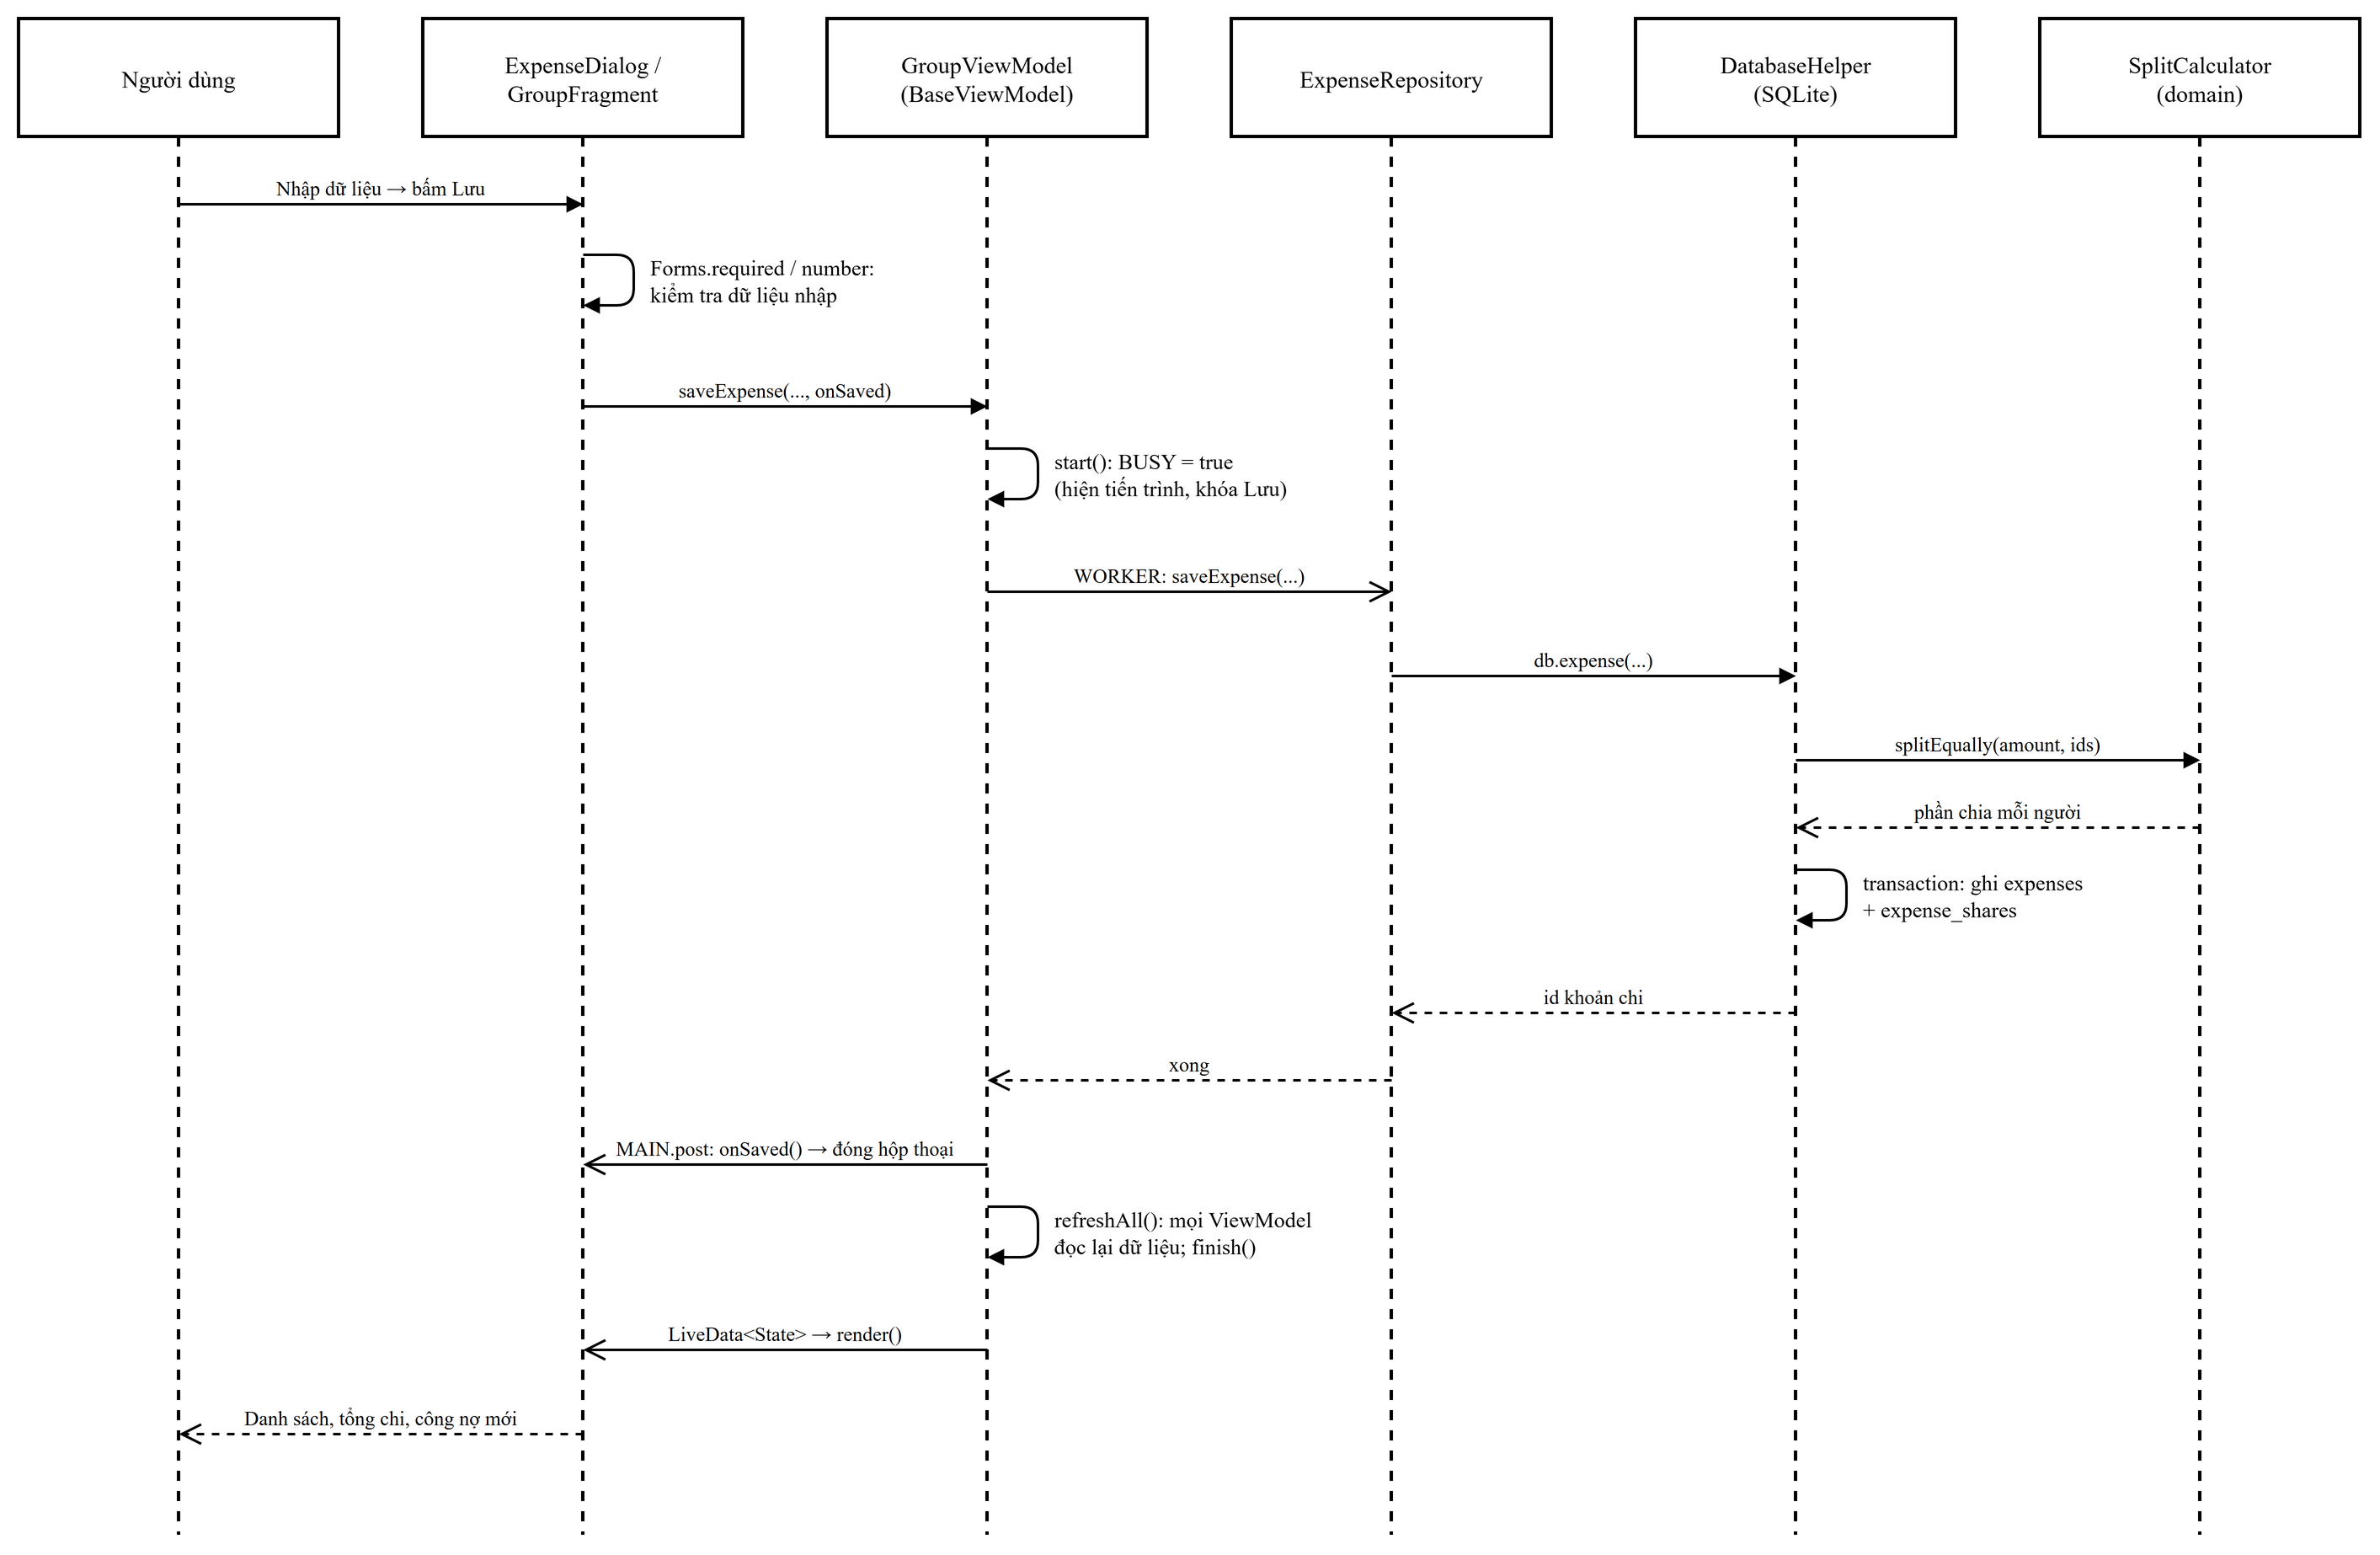 Người dùng
ExpenseDialog /
GroupFragment
GroupViewModel
(BaseViewModel)
ExpenseRepository
DatabaseHelper
(SQLite)
SplitCalculator
(domain)
Nhập dữ liệu → bấm Lưu
Forms.required / number:
kiểm tra dữ liệu nhập
saveExpense(..., onSaved)
start(): BUSY = true
(hiện tiến trình, khóa Lưu)
WORKER: saveExpense(...)
db.expense(...)
splitEqually(amount, ids)
phần chia mỗi người
transaction: ghi expenses
+ expense_shares
id khoản chi
xong
MAIN.post: onSaved() → đóng hộp thoại
refreshAll(): mọi ViewModel
đọc lại dữ liệu; finish()
LiveData<State> → render()
Danh sách, tổng chi, công nợ mới